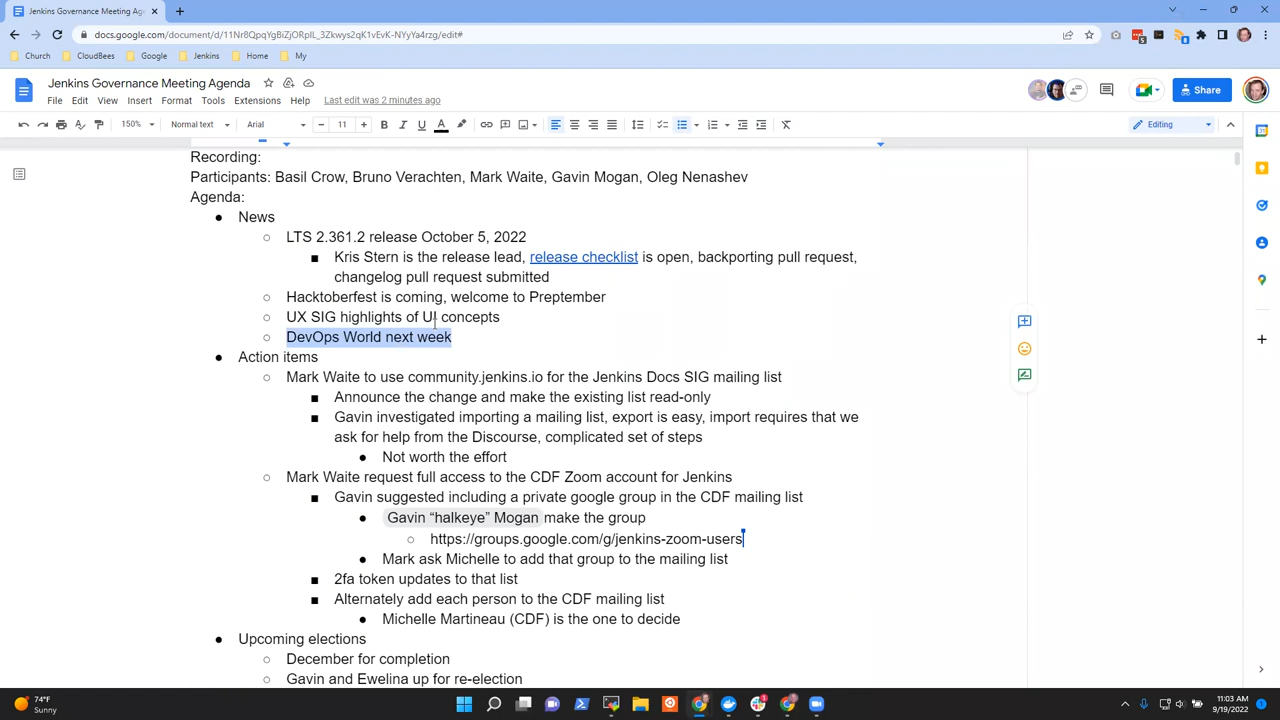 Jenkins Governance Meeting Ag
docs.google.com/document/d/11Nr8QpqYgBiZjORpIL_3Zkwys2qK1vEvK-NYyYa4rzg/edit#
Church
CloudBees
Google
Jenkins
Home
My
Jenkins Governance Meeting Agenda
File Edit View Insert Format Tools Extensions Help Last edit was 2 minutes ago
Share
150% Normal text Arial 11
Editing
Recording:
Participants: Basil Crow, Bruno Verachten, Mark Waite, Gavin Mogan, Oleg Nenashev
Agenda:
News
LTS 2.361.2 release October 5, 2022
Kris Stern is the release lead, release checklist is open, backporting pull request,
changelog pull request submitted
Hacktoberfest is coming, welcome to Preptember
UX SIG highlights of UI concepts
DevOps World next week
Action items
Mark Waite to use community.jenkins.io for the Jenkins Docs SIG mailing list
Announce the change and make the existing list read-only
Gavin investigated importing a mailing list, export is easy, import requires that we
ask for help from the Discourse, complicated set of steps
Not worth the effort
Mark Waite request full access to the CDF Zoom account for Jenkins
Gavin suggested including a private google group in the CDF mailing list
Gavin “halkeye” Mogan make the group
https://groups.google.com/g/jenkins-zoom-users
Mark ask Michelle to add that group to the mailing list
2fa token updates to that list
Alternately add each person to the CDF mailing list
Michelle Martineau (CDF) is the one to decide
Upcoming elections
December for completion
Gavin and Ewelina up for re-election
74°F
Sunny
11:03 AM
9/19/2022